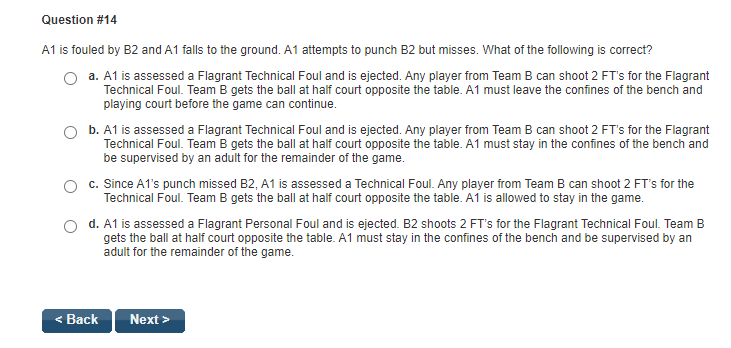 Question #14
A1 is fouled by B2 and A1 falls to the ground. A1 attempts to punch B2 but misses. What of the following is correct?
a. A1 is assessed a Flagrant Technical Foul and is ejected. Any player from Team B can shoot 2 FT's for the Flagrant
Technical Foul. Team B gets the ball at half court opposite the table. A1 must leave the confines of the bench and
playing court before the game can continue.
b. A1 is assessed a Flagrant Technical Foul and is ejected. Any player from Team B can shoot 2 FT's for the Flagrant
Technical Foul. Team B gets the ball at half court opposite the table. A1 must stay in the confines of the bench and
be supervised by an adult for the remainder of the game.
c. Since A1's punch missed B2, A1 is assessed a Technical Foul. Any player from Team B can shoot 2 FT's for the
Technical Foul. Team B gets the ball at half court opposite the table. A1 is allowed to stay in the game.
d. A1 is assessed a Flagrant Personal Foul and is ejected. B2 shoots 2 FT's for the Flagrant Technical Foul. Team B
gets the ball at half court opposite the table. A1 must stay in the confines of the bench and be supervised by an
adult for the remainder of the game.
< Back Next >